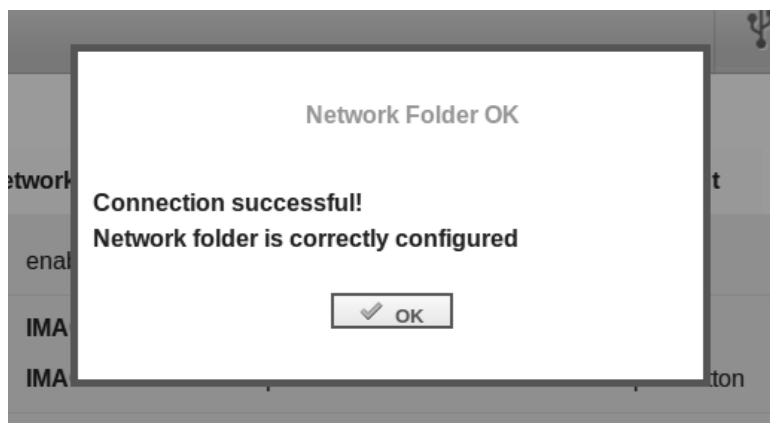 Network Folder OK
Connection successful!
Network folder is correctly configured
OK